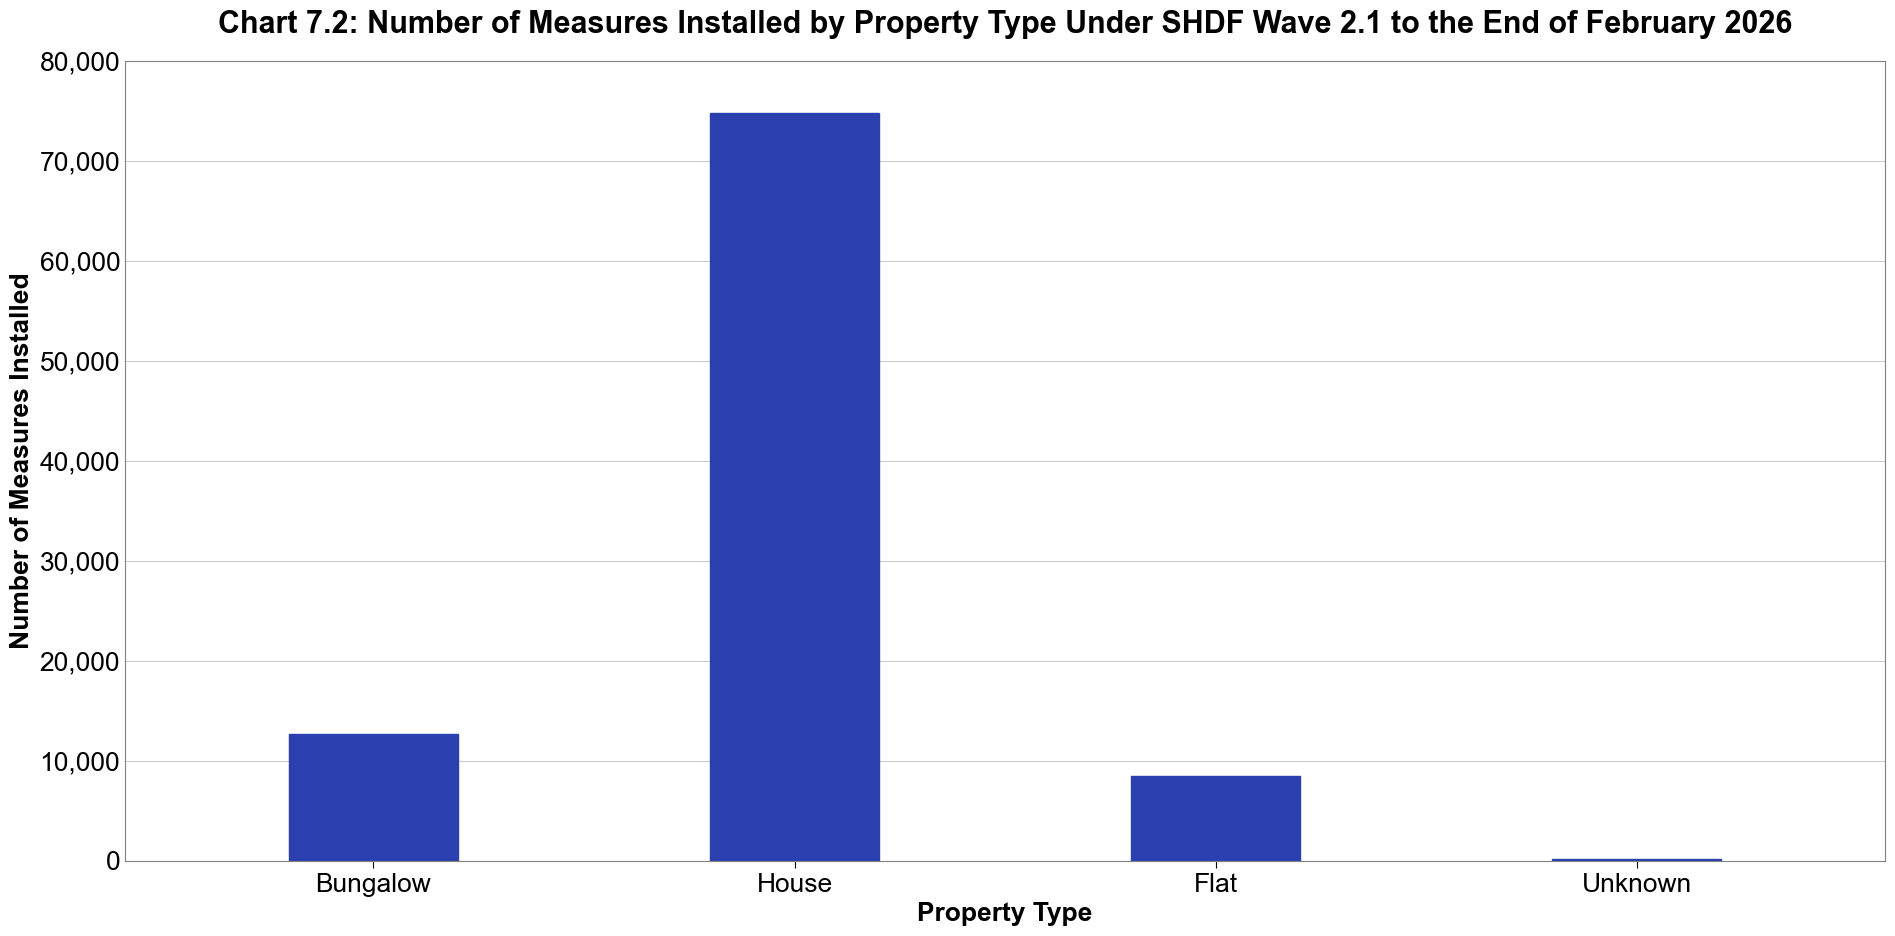 Chart 7.2: Number of Measures Installed by Property Type Under SHDF Wave 2.1 to the End of February 2026
80,000
70,000
60,000
50,000
40,000
30,000
20,000
10,000
0
Number of Measures Installed
Bungalow House Flat Unknown
Property Type